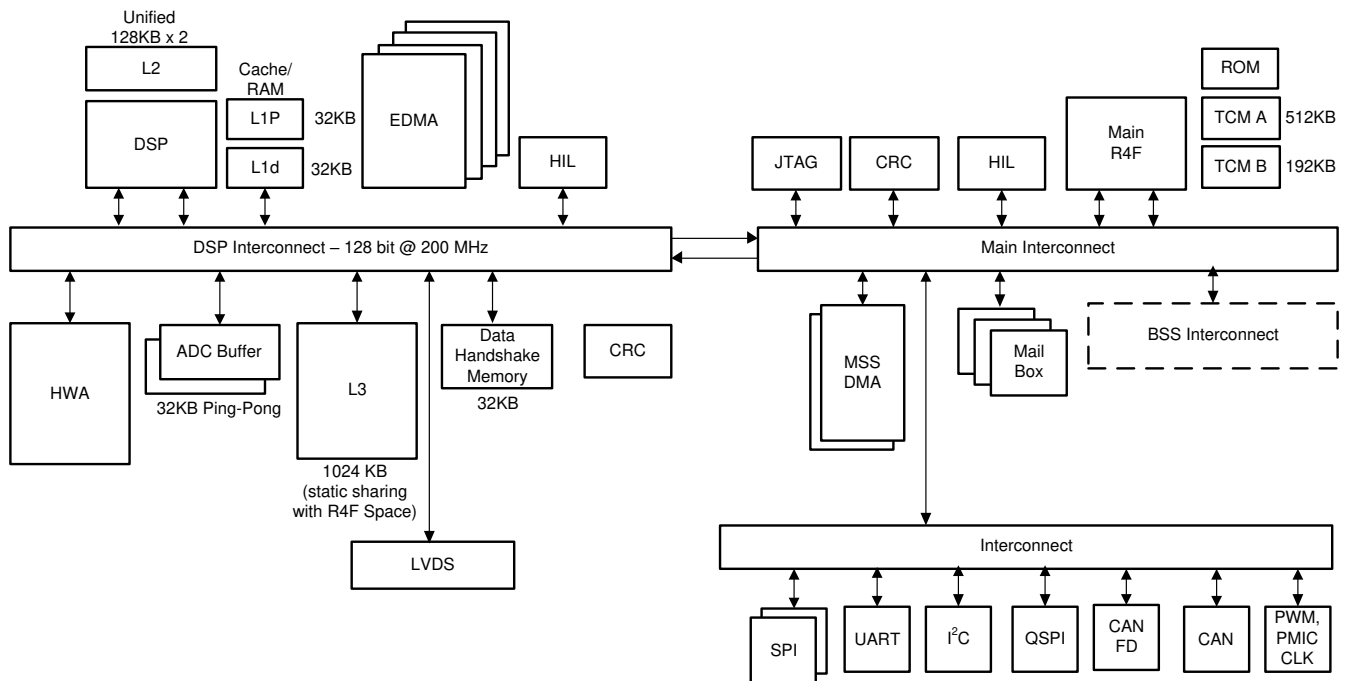 Unified
128KB x 2
L2
Cache/
RAM
DSP
L1P
32KB
L1d
32KB
EDMA
HIL
JTAG
CRC
HIL
Main
R4F
ROM
TCM A
512KB
TCM B
192KB
DSP Interconnect – 128 bit @ 200 MHz
Main Interconnect
HWA
ADC Buffer
32KB Ping-Pong
L3
1024 KB
(static sharing
with R4F Space)
Data
Handshake
Memory
32KB
CRC
LVDS
MSS
DMA
Mail
Box
BSS Interconnect
Interconnect
SPI
UART
I²C
QSPI
CAN
FD
CAN
PWM,
PMIC
CLK